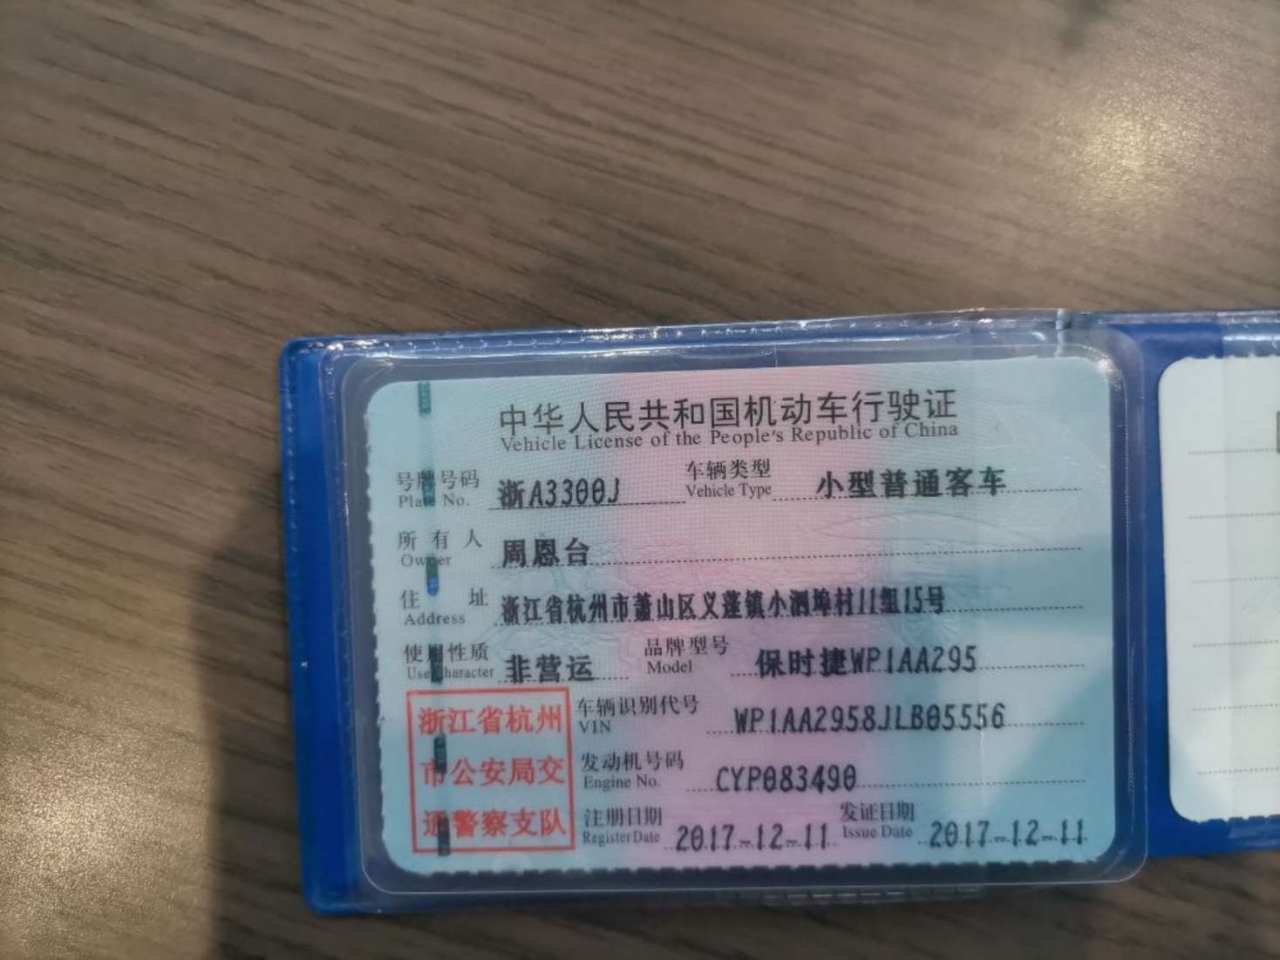 中华人民共和国机动车行驶证
Vehicle License of the People's Republic of China
号牌号码 浙A3300J 车辆类型 小型普通客车
Plate No. Vehicle Type
所有人 周恩台
Owner
住址 浙江省杭州市萧山区义蓬镇小泗埠村11组15号
Address
使用性质 非营运 品牌型号 保时捷WP1AA295
Use Character Model
浙江省杭州
市公安局交
通警察支队
车辆识别代号 WP1AA2958JLB05556
VIN
发动机号码 CYP083490
Engine No.
注册日期 2017-12-11 发证日期 2017-12-11
Register Date Issue Date